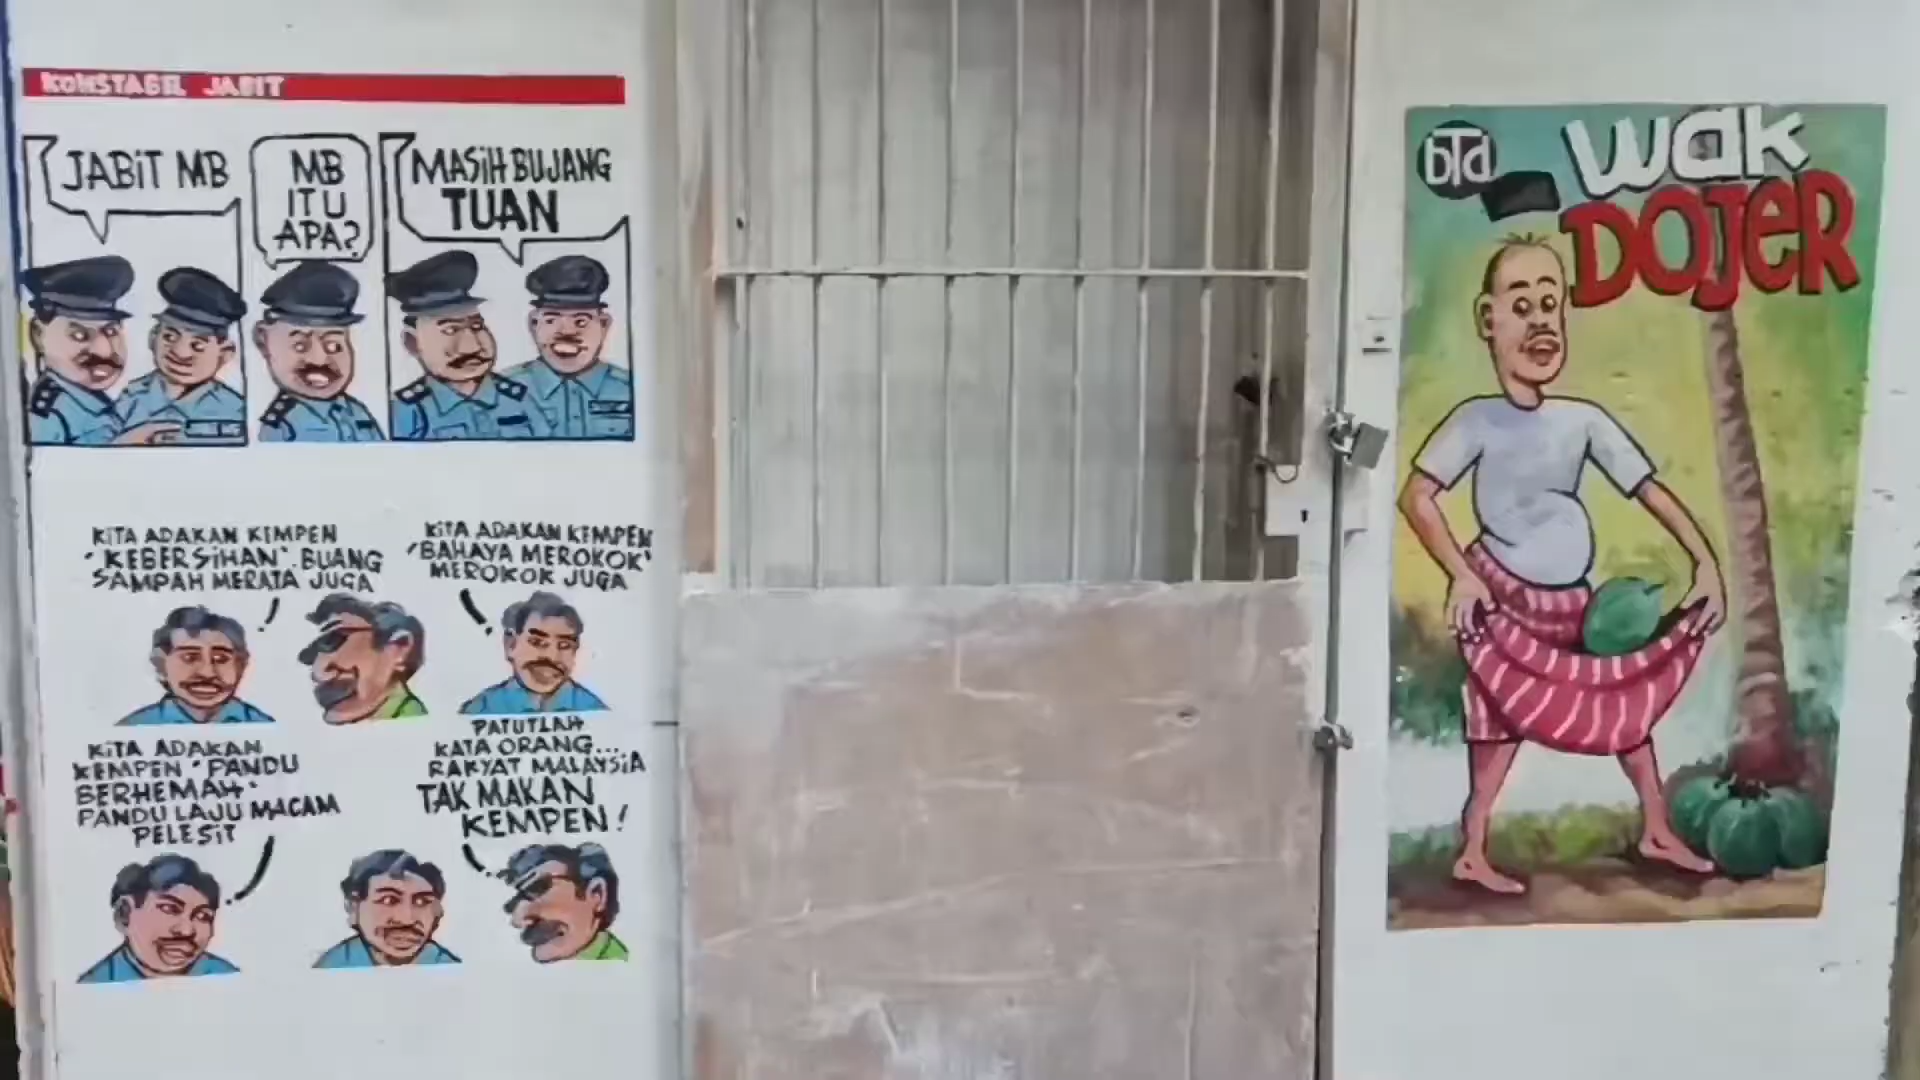 KONSTABIL JABIT
JABIT MB
MB
ITU
APA?
MASIH BUJANG
TUAN
KITA ADAKAN KEMPEN
"KEBERSIHAN". BUANG
SAMPAH MERATA JUGA
KITA ADAKAN KEMPEN
"BAHAYA MEROKOK"
MEROKOK JUGA
KITA ADAKAN
KEMPEN "PANDU
BERHEMAH"
PANDU LAJU MACAM
PELESIT
PATUTLAH
KATA ORANG...
RAKYAT MALAYSIA
TAK MAKAN
KEMPEN!
bTd
WAK
DOJER